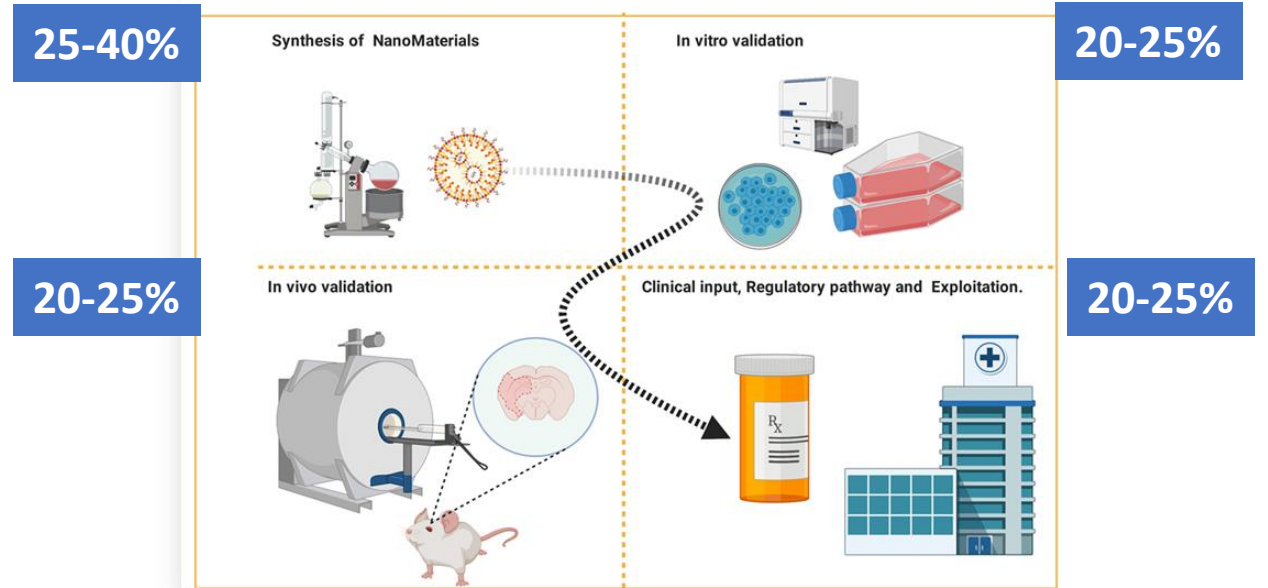 25-40%
Synthesis of NanoMaterials
In vitro validation
20-25%
20-25%
In vivo validation
Clinical input, Regulatory pathway and Exploitation.
20-25%
Rx